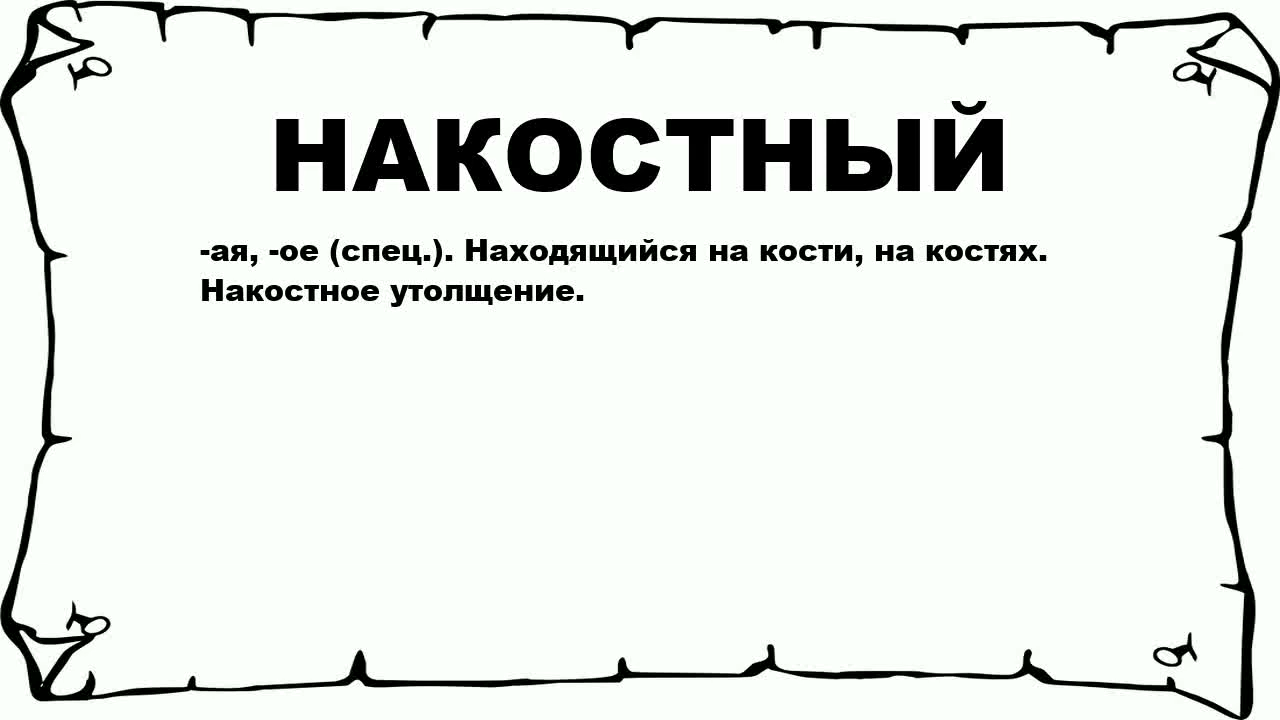 НАКОСТНЫЙ
-ая, -ое (спец.). Находящийся на кости, на костях.
Накостное утолщение.